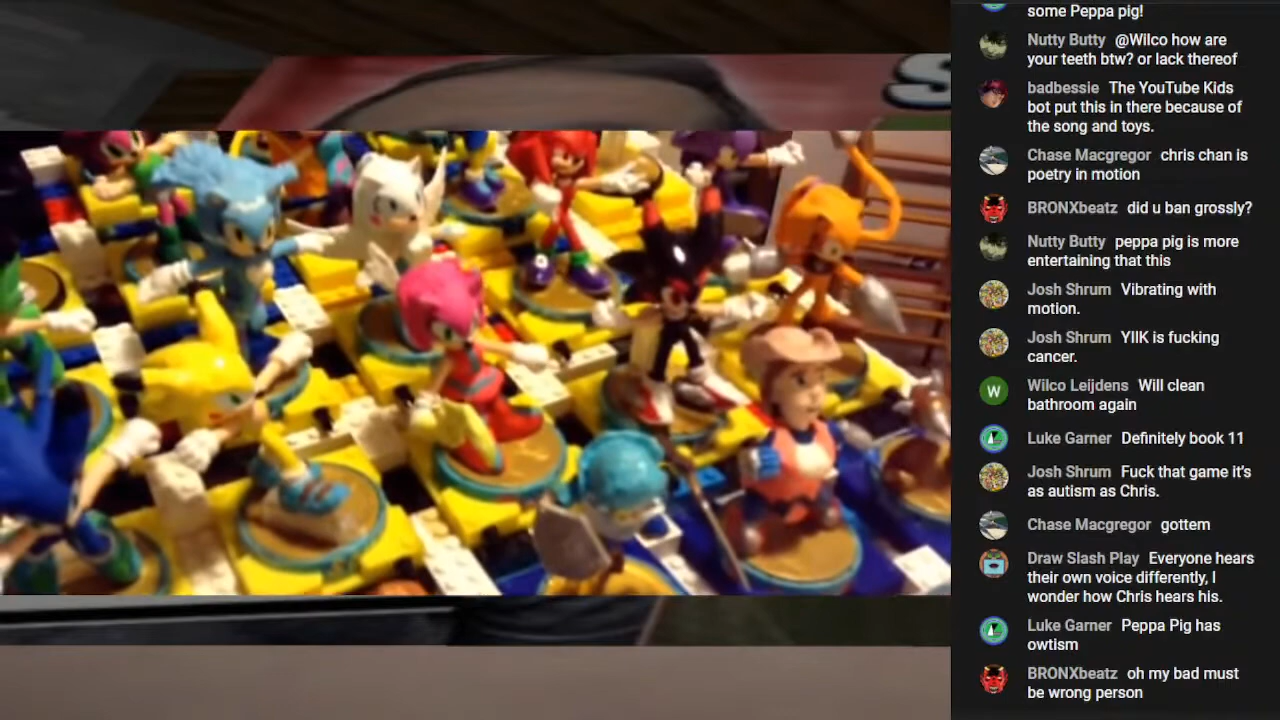 S
some Peppa pig!
Nutty Butty @Wilco how are
your teeth btw? or lack thereof
badbessie The YouTube Kids
bot put this in there because of
the song and toys.
Chase Macgregor chris chan is
poetry in motion
BRONXbeatz did u ban grossly?
Nutty Butty peppa pig is more
entertaining that this
Josh Shrum Vibrating with
motion.
Josh Shrum YIIK is fucking
cancer.
W
Wilco Leijdens Will clean
bathroom again
Luke Garner Definitely book 11
Josh Shrum Fuck that game it's
as autism as Chris.
Chase Macgregor gottem
Draw Slash Play Everyone hears
their own voice differently, I
wonder how Chris hears his.
Luke Garner Peppa Pig has
owtism
BRONXbeatz oh my bad must
be wrong person